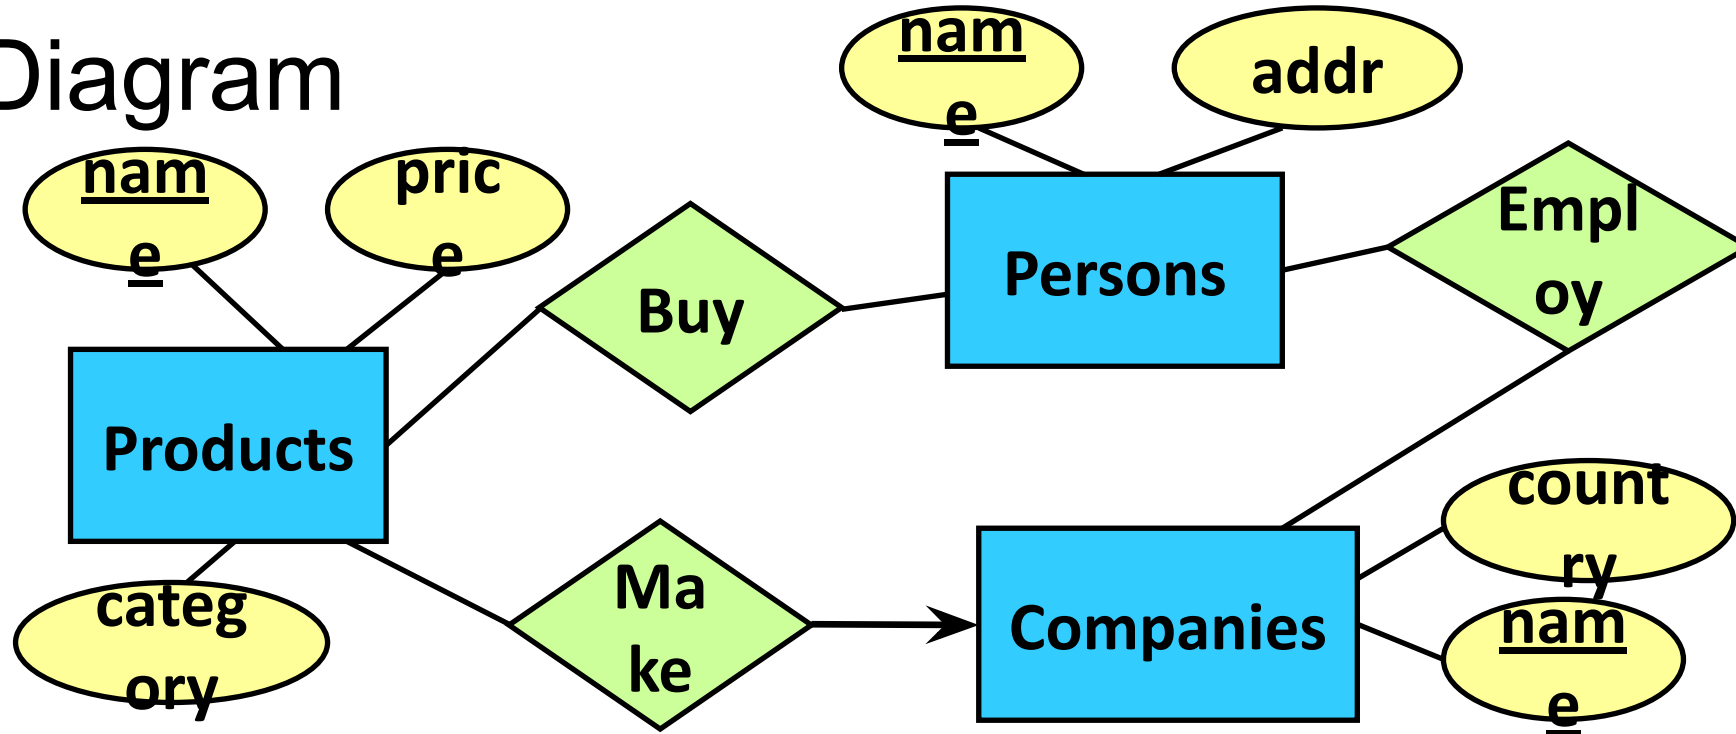 Diagram
nam
e
addr
nam
e
pric
e
Empl
oy
Buy
Persons
Products
categ
ory
Ma
ke
Companies
count
ry
nam
e